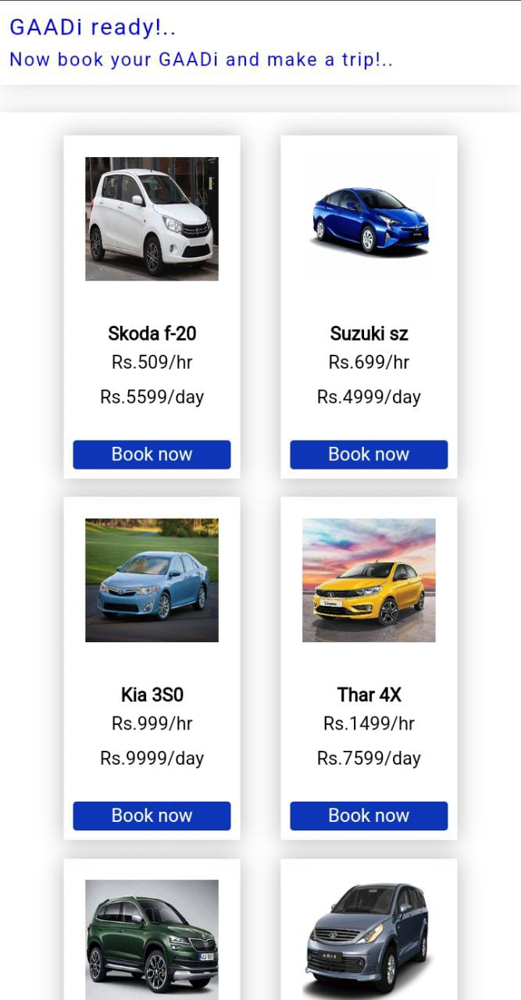 GAADi ready!..
Now book your GAADi and make a trip!..
Skoda f-20
Rs.509/hr
Rs.5599/day
Book now
Suzuki sz
Rs.699/hr
Rs.4999/day
Book now
Kia 3S0
Rs.999/hr
Rs.9999/day
Book now
Thar 4X
Rs.1499/hr
Rs.7599/day
Book now
ARIA